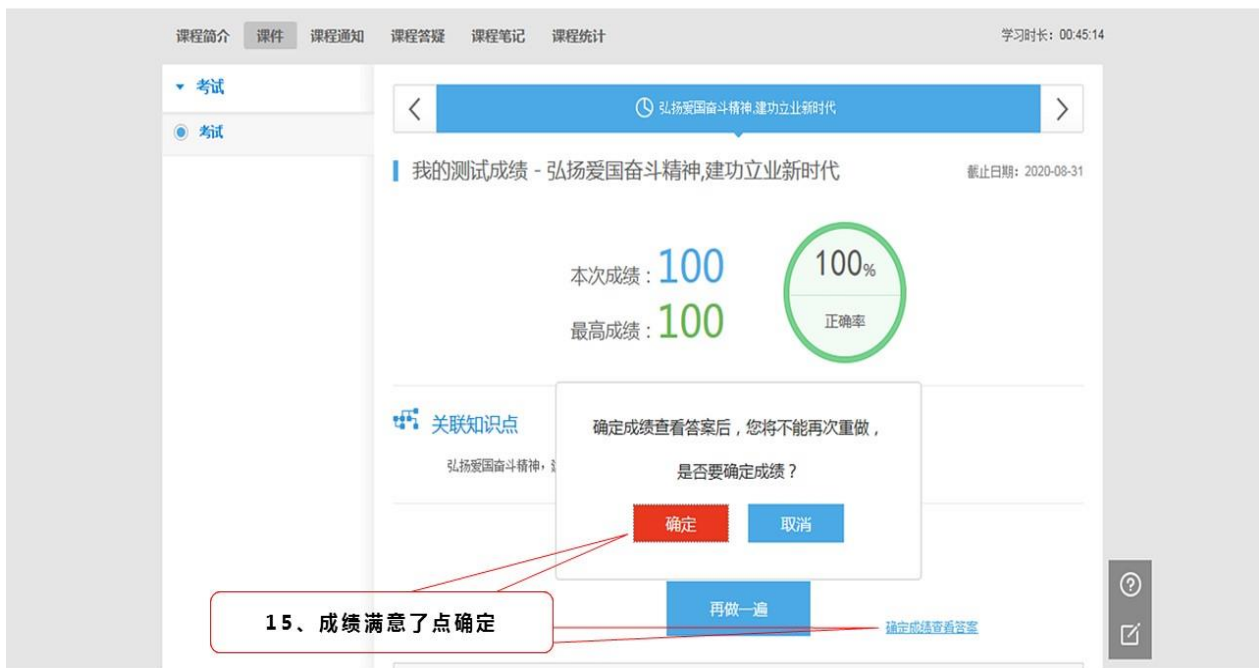 课程简介 课件 课程通知 课程答疑 课程笔记 课程统计 学习时长：00:45:14
考试
考试
弘扬爱国奋斗精神,建功立业新时代
我的测试成绩 - 弘扬爱国奋斗精神,建功立业新时代 截止日期：2020-08-31
本次成绩：100
最高成绩：100
100%
正确率
关联知识点
弘扬爱国奋斗精神，
确定成绩查看答案后，您将不能再次重做，
是否要确定成绩？
确定 取消
再做一遍
确定成绩查看答案
15、成绩满意了点确定